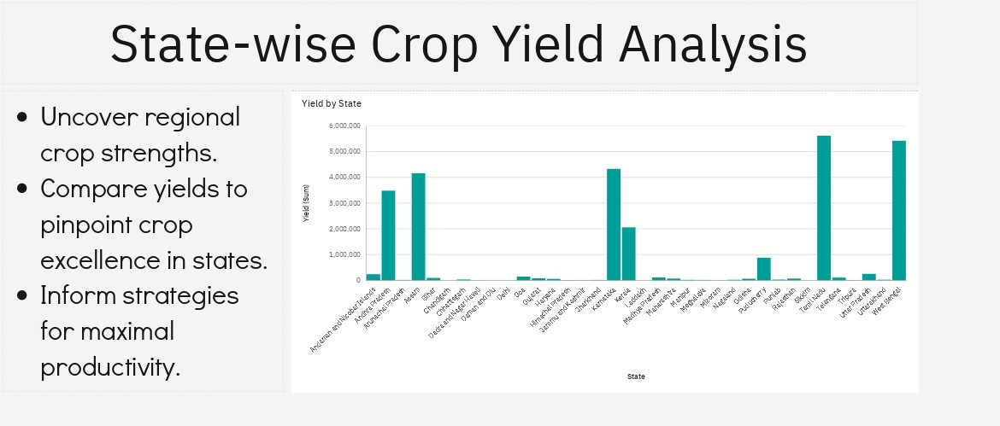 State-wise Crop Yield Analysis
• Uncover regional
crop strengths.
• Compare yields to
pinpoint crop
excellence in states.
• Inform strategies
for maximal
productivity.
Yield by State
Yield (Sum)
6,000,000
5,000,000
4,000,000
3,000,000
2,000,000
1,000,000
0
Andaman and Nicobar Islands
Andhra Pradesh
Arunachal Pradesh
Assam
Bihar
Chandigarh
Chhattisgarh
Dadra and Nagar Haveli
Daman and Diu
Delhi
Goa
Gujarat
Haryana
Himachal Pradesh
Jammu and Kashmir
Jharkhand
Karnataka
Kerala
Laddakh
Madhya Pradesh
Maharashtra
Manipur
Meghalaya
Mizoram
Nagaland
Odisha
Puducherry
Punjab
Rajasthan
Sikkim
Tamil Nadu
Telangana
Tripura
Uttar Pradesh
Uttarakhand
West Bengal
State